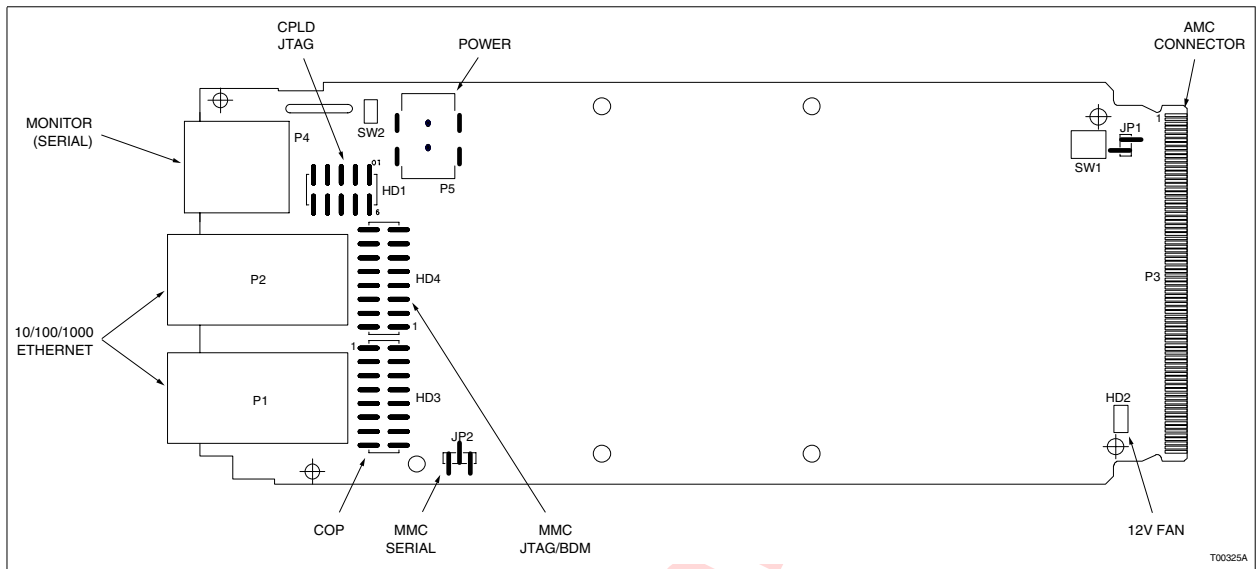 CPLD
JTAG
POWER
AMC
CONNECTOR
MONITOR
(SERIAL)
P4
SW2
01
HD1
6
P5
1
JP1
SW1
P2
HD4
1
P3
10/100/1000
ETHERNET
1
P1
HD3
HD2
JP2
COP
MMC
SERIAL
MMC
JTAG/BDM
12V FAN
T00325A